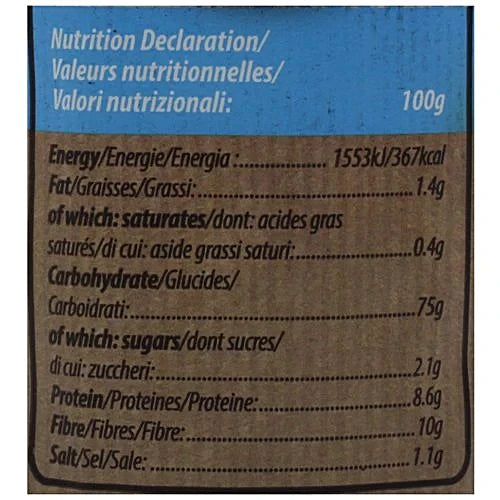 Nutrition Declaration/
Valeurs nutritionnelles/
Valori nutrizionali: 100g
Energy/Energie/Energia :................... 1553kJ/367kcal
Fat/Graisses/Grassi:.............................................1.4g
of which: saturates/dont: acides gras
saturés/di cui: aside grassi saturi:........................0.4g
Carbohydrate/Glucides/
Carboidrati:...........................................................75g
of which: sugars/dont sucres/
di cui: zuccheri:.....................................................2.1g
Protein/Proteines/Proteine:................................8.6g
Fibre/Fibres/Fibre:................................................10g
Salt/Sel/Sale:.........................................................1.1g